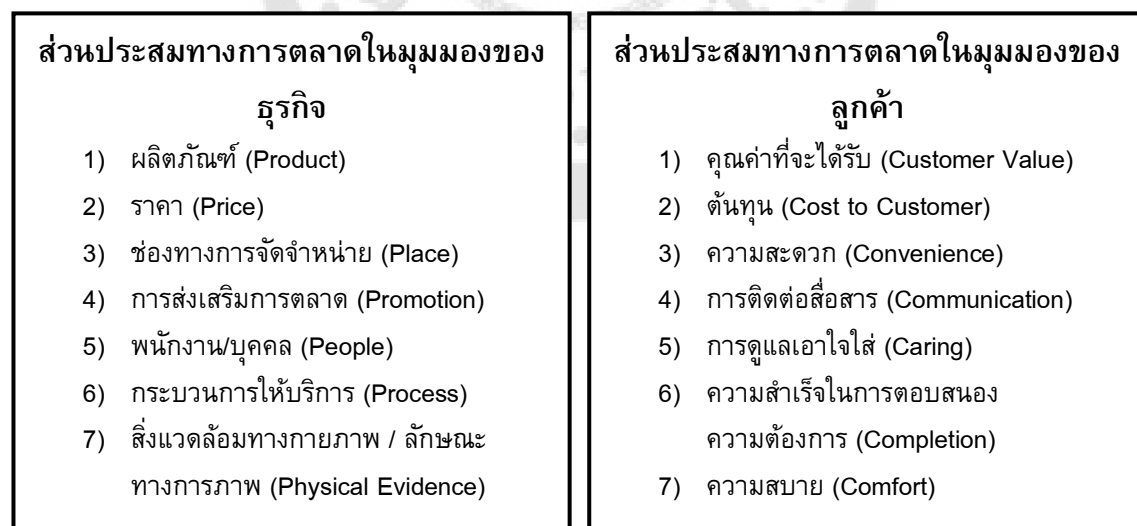 ส่วนประสมทางการตลาดในมุมมองของ
ธุรกิจ
1) ผลิตภัณฑ์ (Product)
2) ราคา (Price)
3) ช่องทางการจัดจำหน่าย (Place)
4) การส่งเสริมการตลาด (Promotion)
5) พนักงาน/บุคคล (People)
6) กระบวนการให้บริการ (Process)
7) สิ่งแวดล้อมทางกายภาพ / ลักษณะ
ทางการภาพ (Physical Evidence)
ส่วนประสมทางการตลาดในมุมมองของ
ลูกค้า
1) คุณค่าที่จะได้รับ (Customer Value)
2) ต้นทุน (Cost to Customer)
3) ความสะดวก (Convenience)
4) การติดต่อสื่อสาร (Communication)
5) การดูแลเอาใจใส่ (Caring)
6) ความสำเร็จในการตอบสนอง
ความต้องการ (Completion)
7) ความสบาย (Comfort)